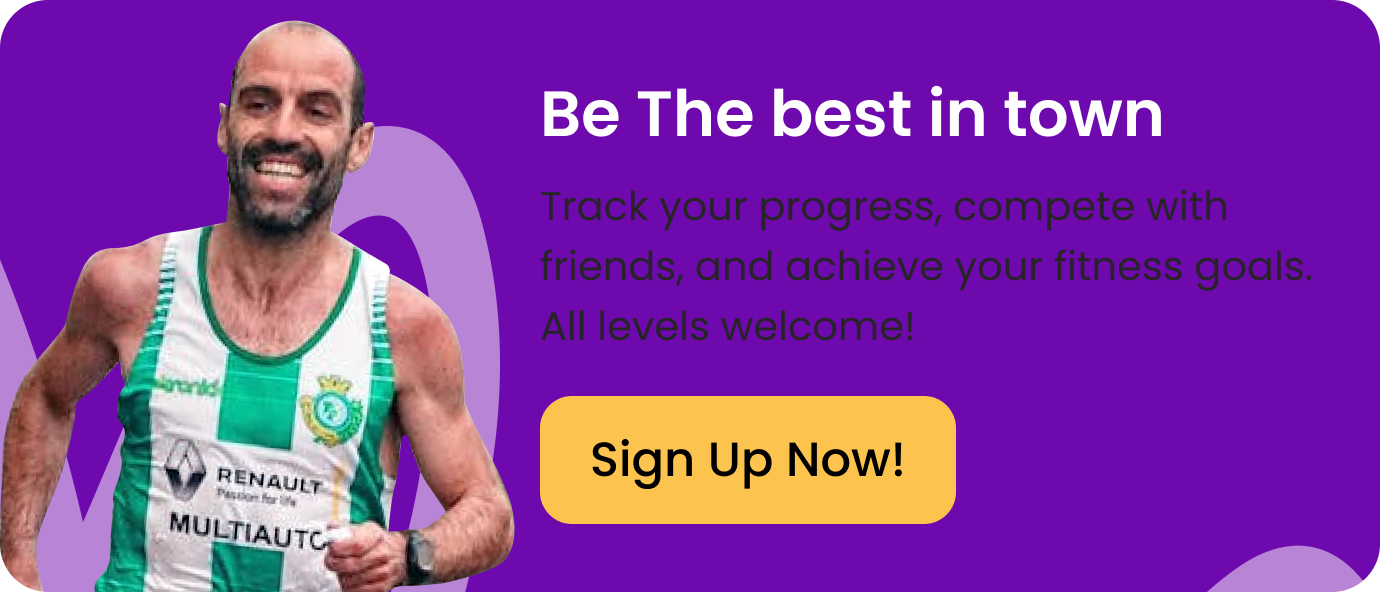 Be The best in town
Track your progress, compete with
friends, and achieve your fitness goals.
All levels welcome!
Sign Up Now!
RENAULT
Passion for life
MULTIAUTO